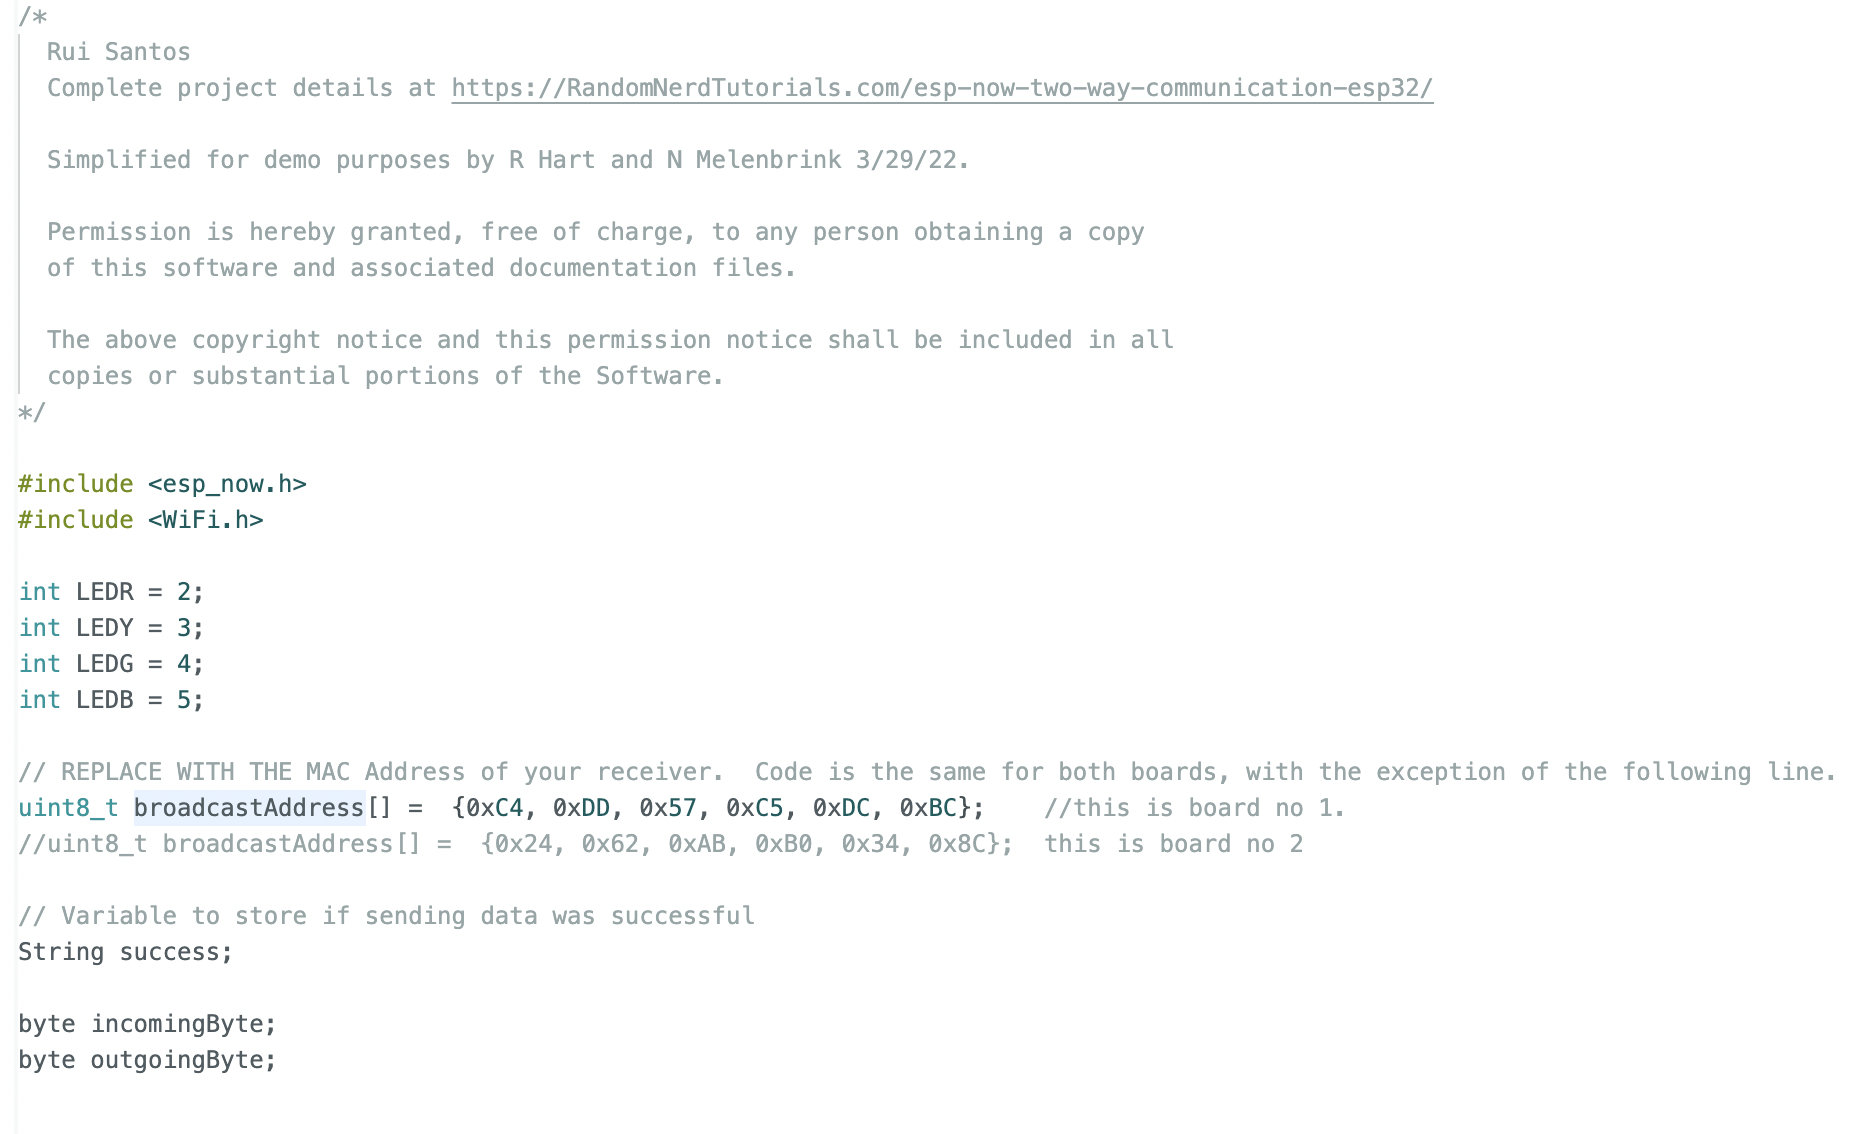 /*
Rui Santos
Complete project details at https://RandomNerdTutorials.com/esp-now-two-way-communication-esp32/
Simplified for demo purposes by R Hart and N Melenbrink 3/29/22.
Permission is hereby granted, free of charge, to any person obtaining a copy
of this software and associated documentation files.
The above copyright notice and this permission notice shall be included in all
copies or substantial portions of the Software.
*/
#include <esp_now.h>
#include <WiFi.h>
int LEDR = 2;
int LEDY = 3;
int LEDG = 4;
int LEDB = 5;
// REPLACE WITH THE MAC Address of your receiver.  Code is the same for both boards, with the exception of the following line.
uint8_t broadcastAddress[] =  {0xC4, 0xDD, 0x57, 0xC5, 0xDC, 0xBC};    //this is board no 1.
//uint8_t broadcastAddress[] =  {0x24, 0x62, 0xAB, 0xB0, 0x34, 0x8C};  this is board no 2
// Variable to store if sending data was successful
String success;
byte incomingByte;
byte outgoingByte;